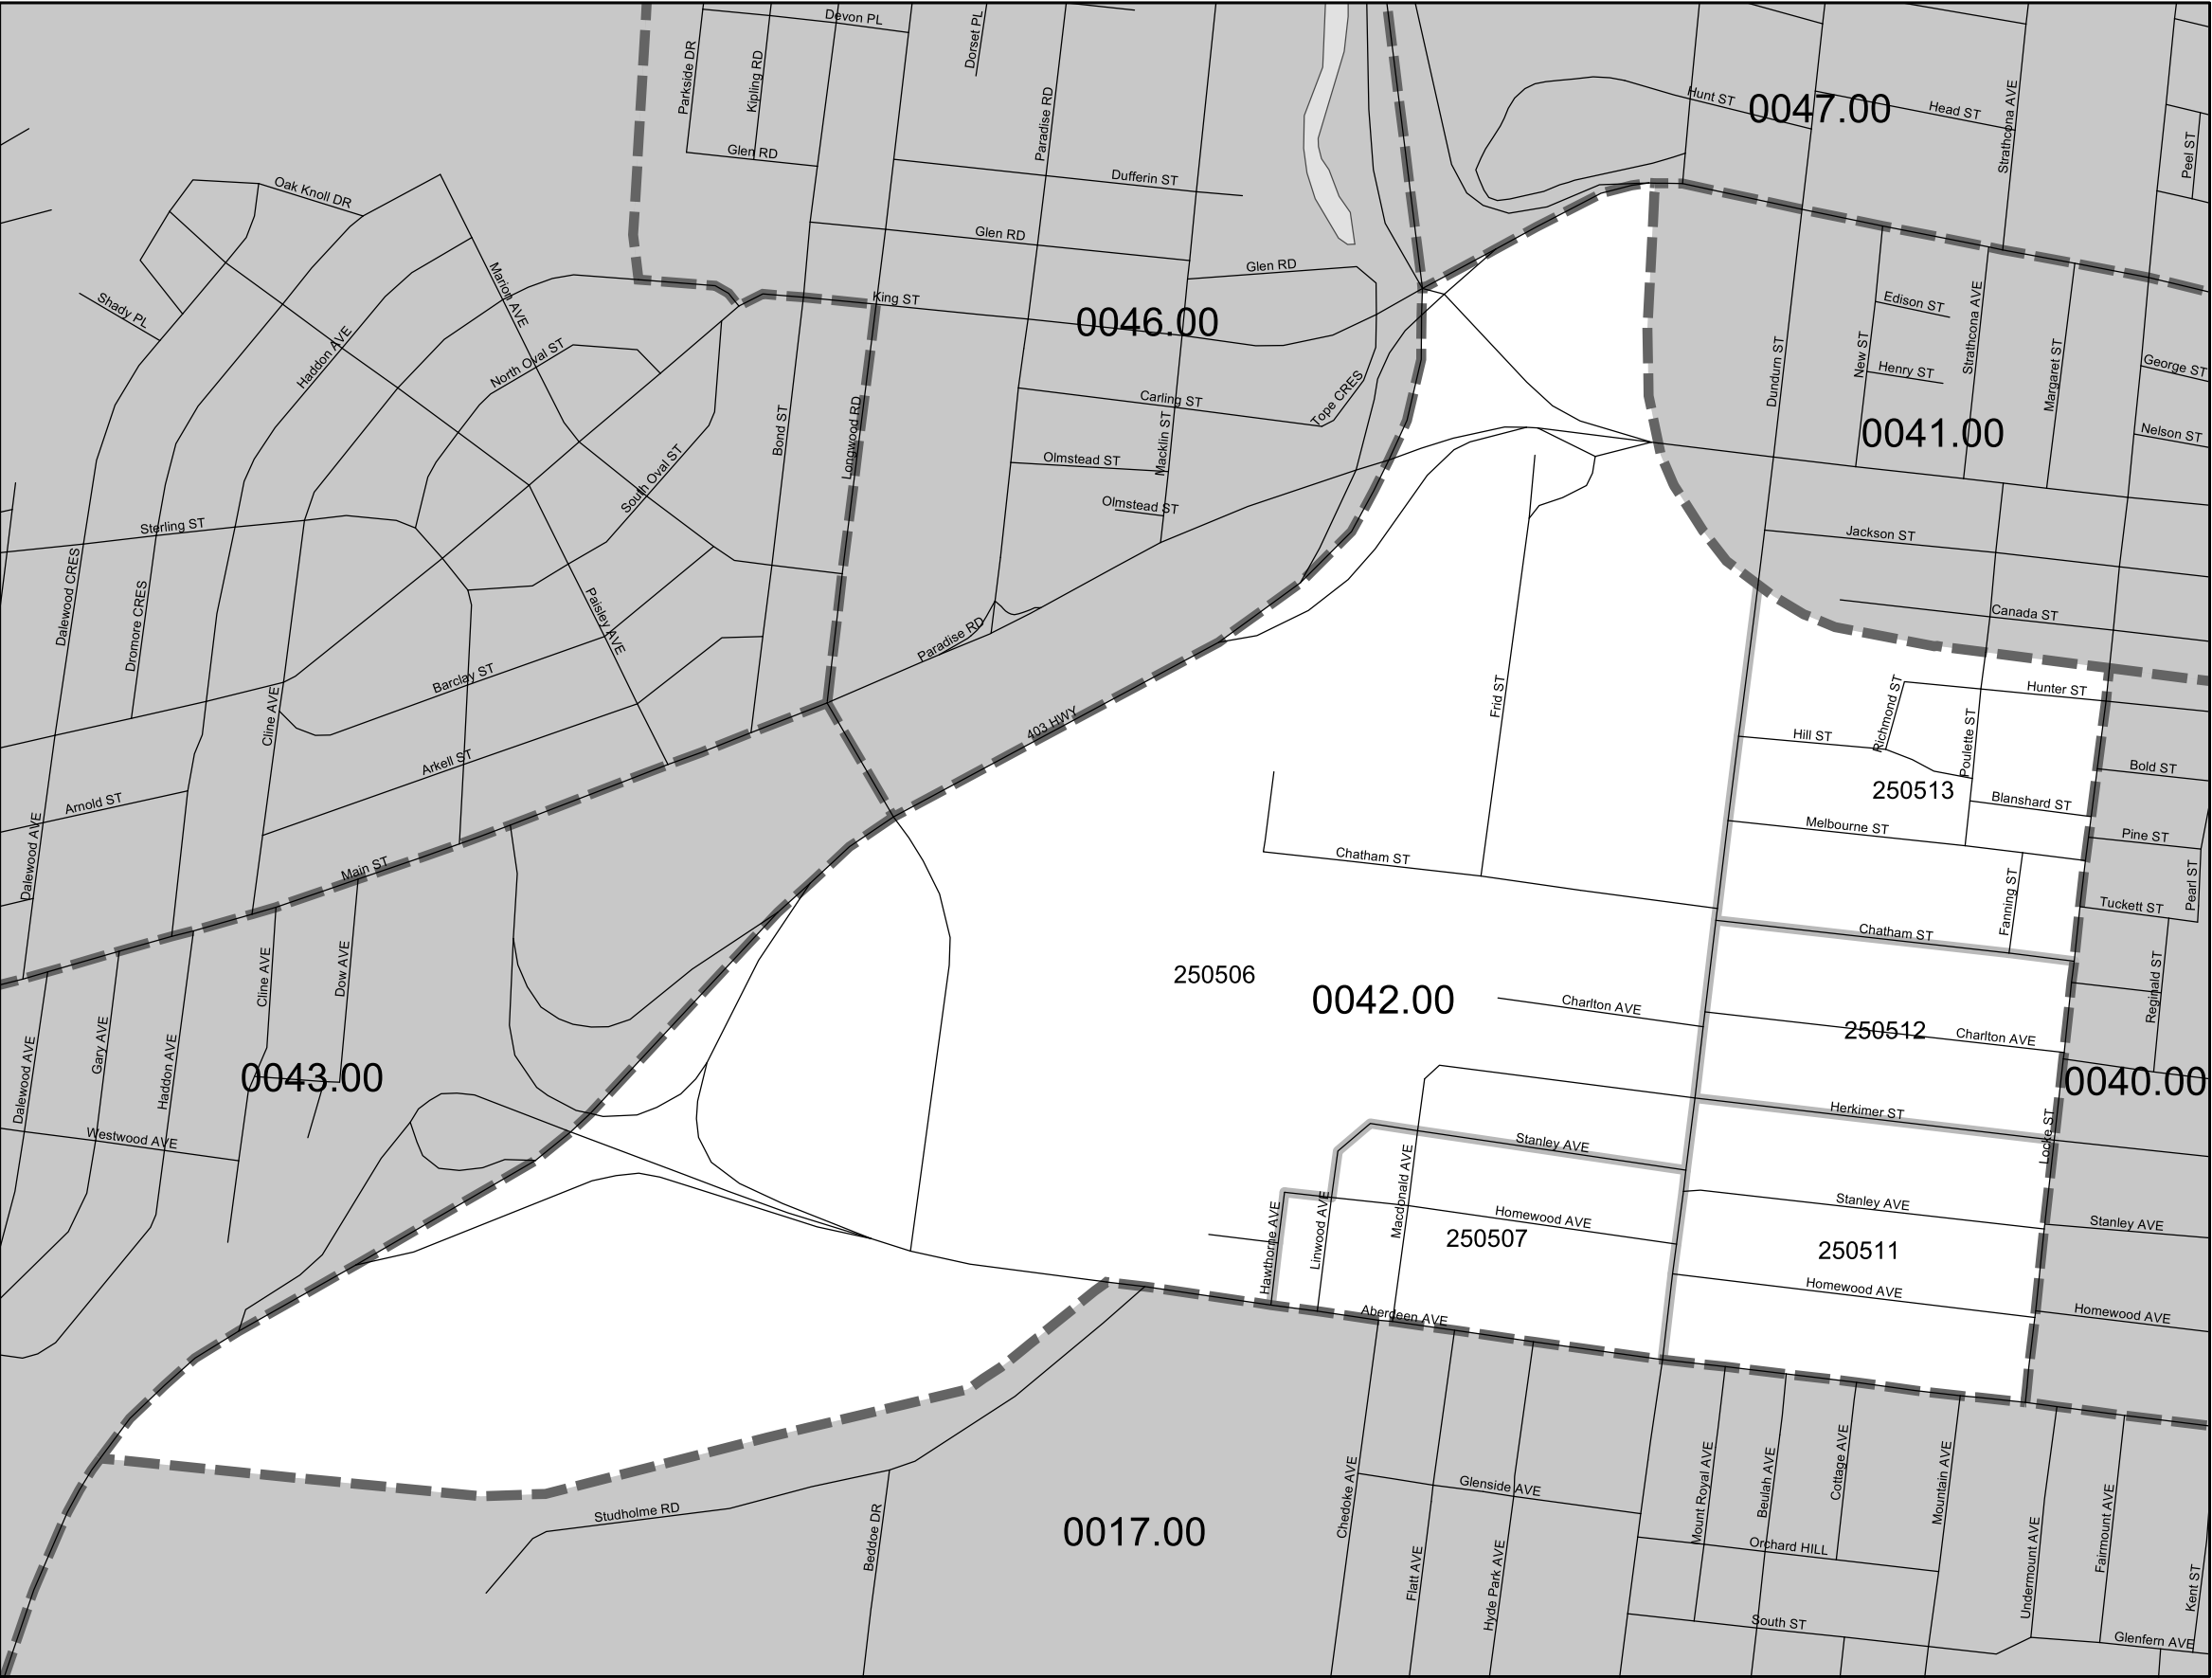 Devon PL
Parkside DR
Kipling RD
Dorset PL
Paradise RD
Hunt ST
0047.00
Head ST
Strathcona AVE
Peel ST
Glen RD
Dufferin ST
Oak Knoll DR
Glen RD
Glen RD
Marion AVE
Shady PL
King ST
0046.00
Edison ST
Strathcona AVE
New ST
Dundurn ST
Margaret ST
George ST
Haddon AVE
North Oval ST
Henry ST
Carling ST
Tope CRES
Bond ST
Longwood RD
Macklin ST
0041.00
Nelson ST
Olmstead ST
South Oval ST
Olmstead ST
Sterling ST
Jackson ST
Dalewood CRES
Dromore CRES
Paisley AVE
Canada ST
Paradise RD
Barclay ST
Cline AVE
403 HWY
Frid ST
Hunter ST
Richmond ST
Poulette ST
Hill ST
Arkell ST
Bold ST
250513
Blanshard ST
Arnold ST
Melbourne ST
Pine ST
Dalewood AVE
Main ST
Chatham ST
Pearl ST
Fanning ST
Tuckett ST
Chatham ST
Cline AVE
Dow AVE
250506
0042.00
Reginald ST
Charlton AVE
250512
Charlton AVE
Gary AVE
Haddon AVE
Dalewood AVE
0043.00
0040.00
Herkimer ST
Locke ST
Westwood AVE
Stanley AVE
Macdonald AVE
Stanley AVE
Stanley AVE
Hawthorne AVE
Linwood AVE
Homewood AVE
250507
250511
Homewood AVE
Homewood AVE
Aberdeen AVE
Studholme RD
Beddoe DR
0017.00
Chedoke AVE
Glenside AVE
Mount Royal AVE
Beulah AVE
Cottage AVE
Mountain AVE
Fairmount AVE
Undermount AVE
Orchard HILL
Flatt AVE
Hyde Park AVE
Kent ST
South ST
Glenfern AVE